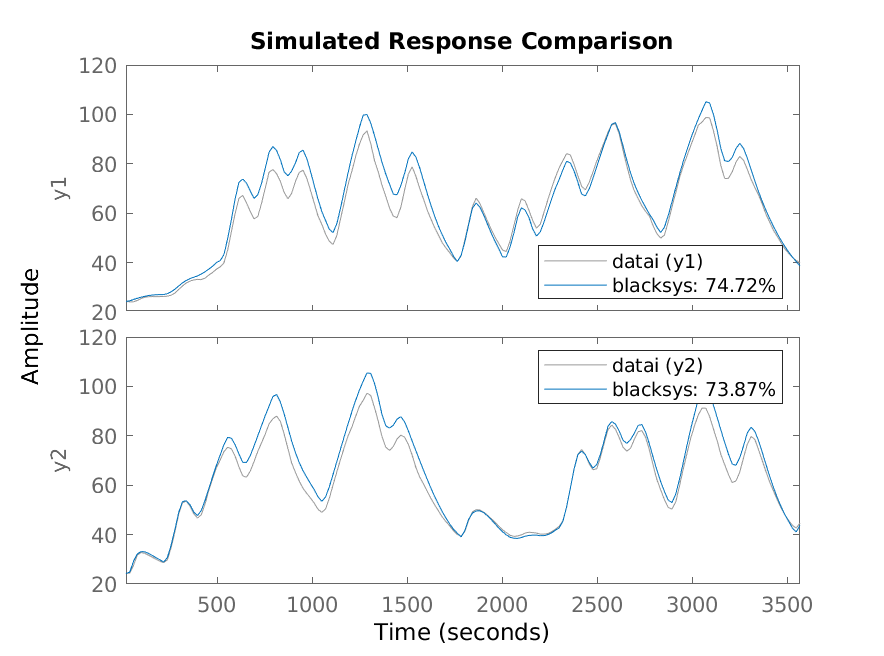 Simulated Response Comparison
120
100
80
60
40
20
y1
datai (y1)
blacksys: 74.72%
Amplitude
120
100
80
60
40
20
y2
datai (y2)
blacksys: 73.87%
500 1000 1500 2000 2500 3000 3500
Time (seconds)